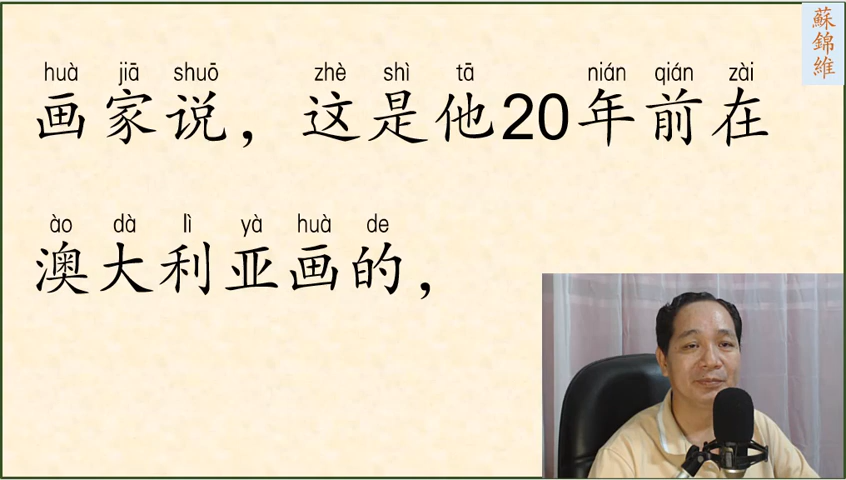 huà jiā shuō zhè shì tā nián qián zài
画家说，这是他20年前在
ào dà lì yà huà de
澳大利亚画的，
蘇錦維